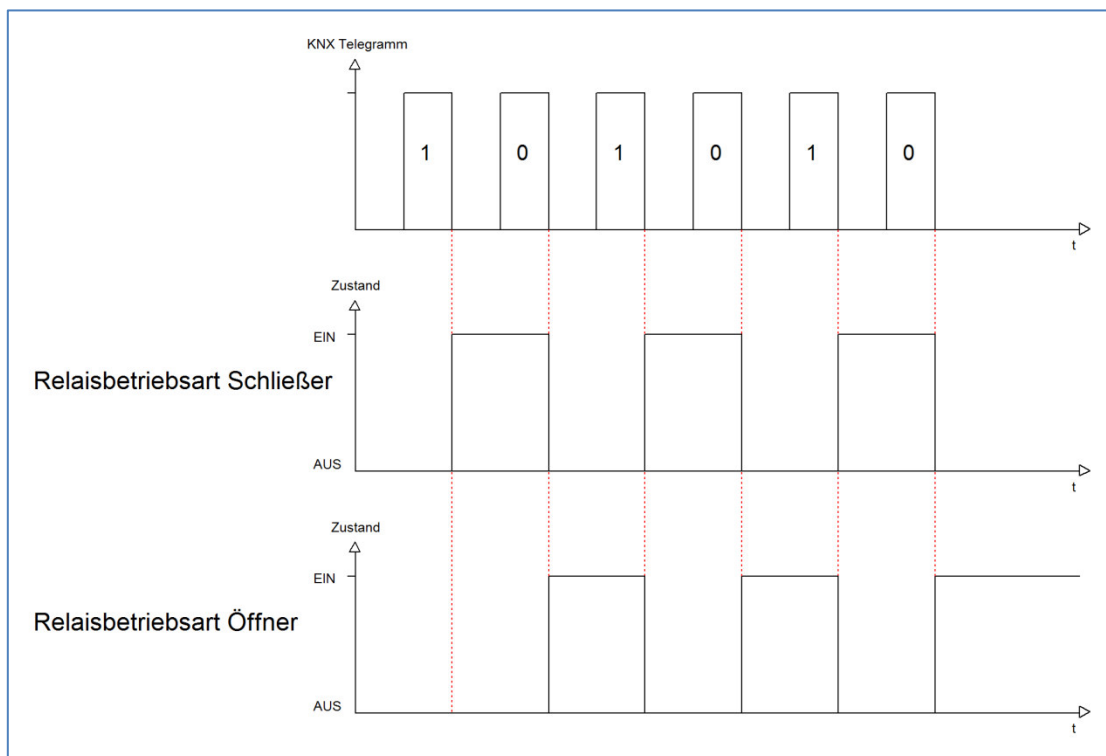 KNX Telegramm
1 0 1 0 1 0
t
Zustand
EIN
Relaisbetriebsart Schließer
AUS
t
Zustand
EIN
Relaisbetriebsart Öffner
AUS
t